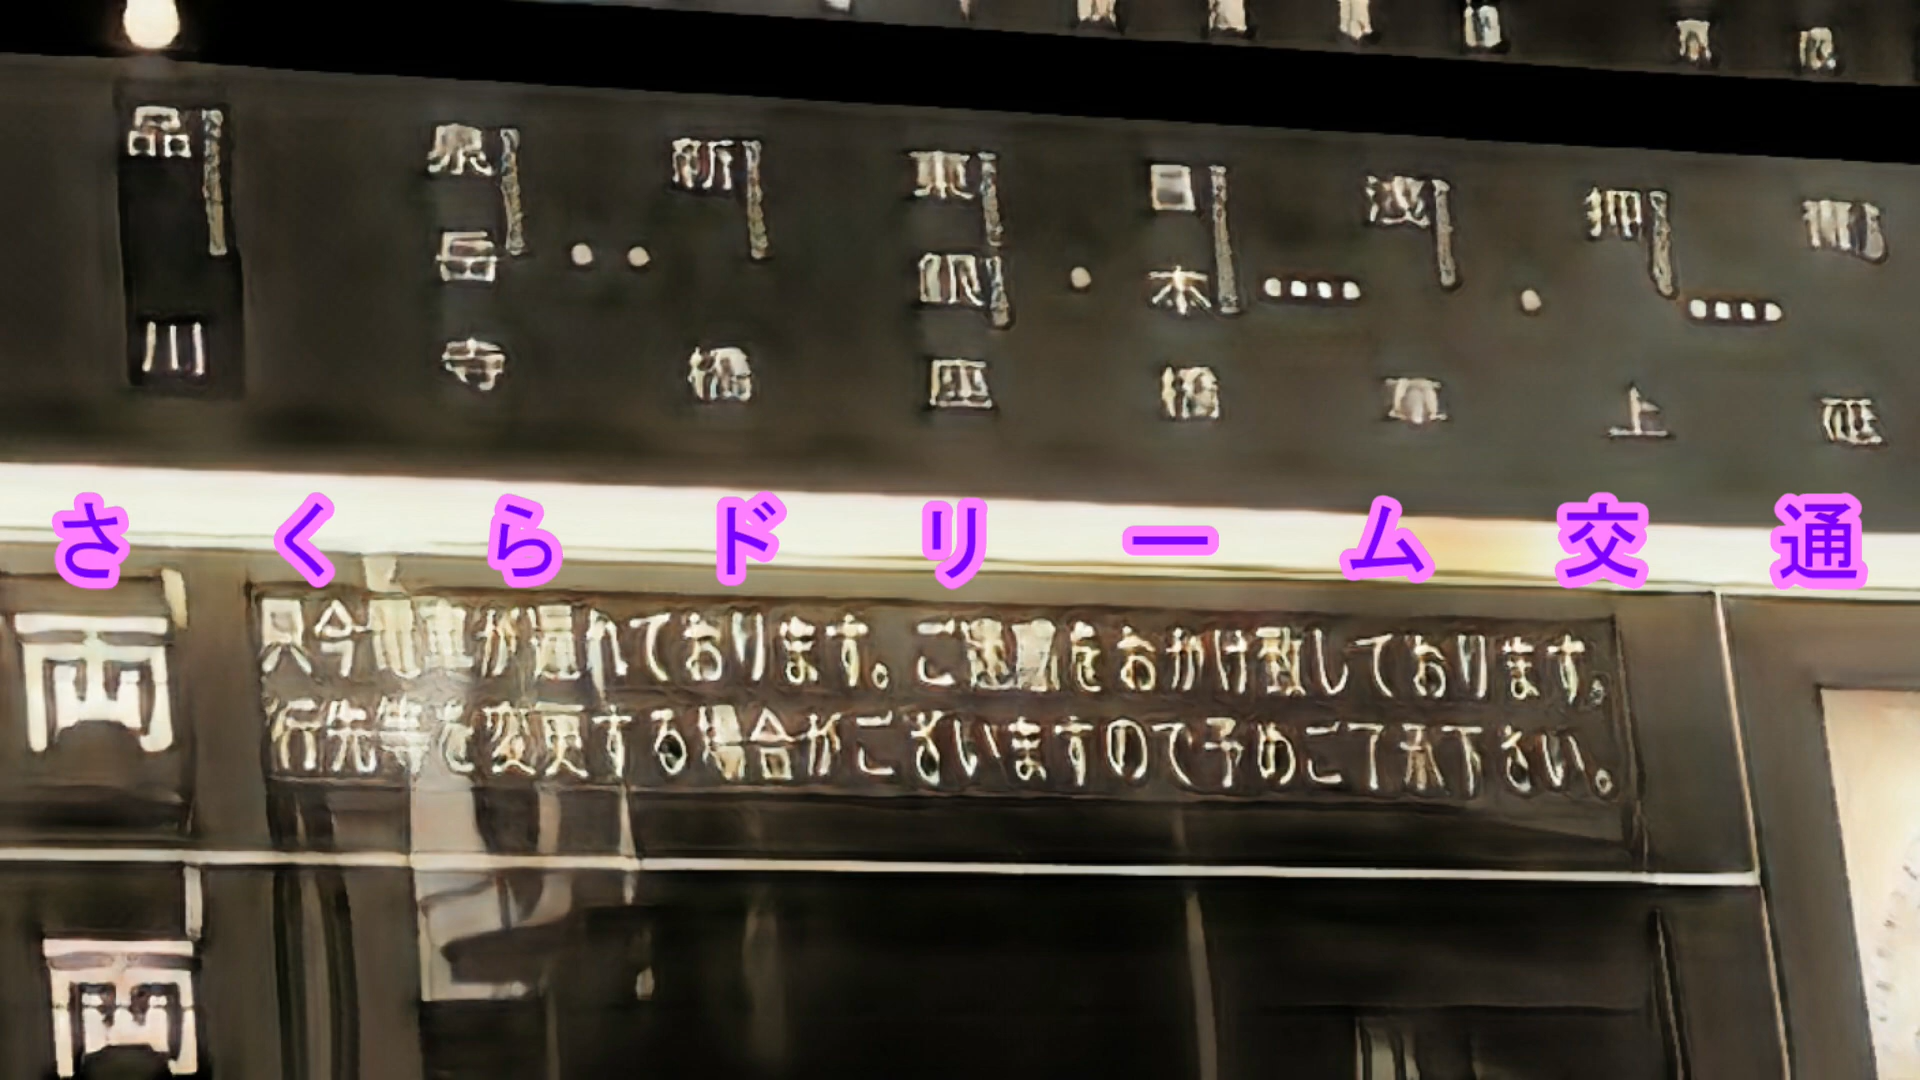 品川
泉岳寺
新橋
東銀座
日本橋
浅
押上
さくらドリーム交通
両
只今電車が遅れております。ご迷惑をおかけ致しております。
行先等を変更する場合がございますので予めご了承下さい。
両